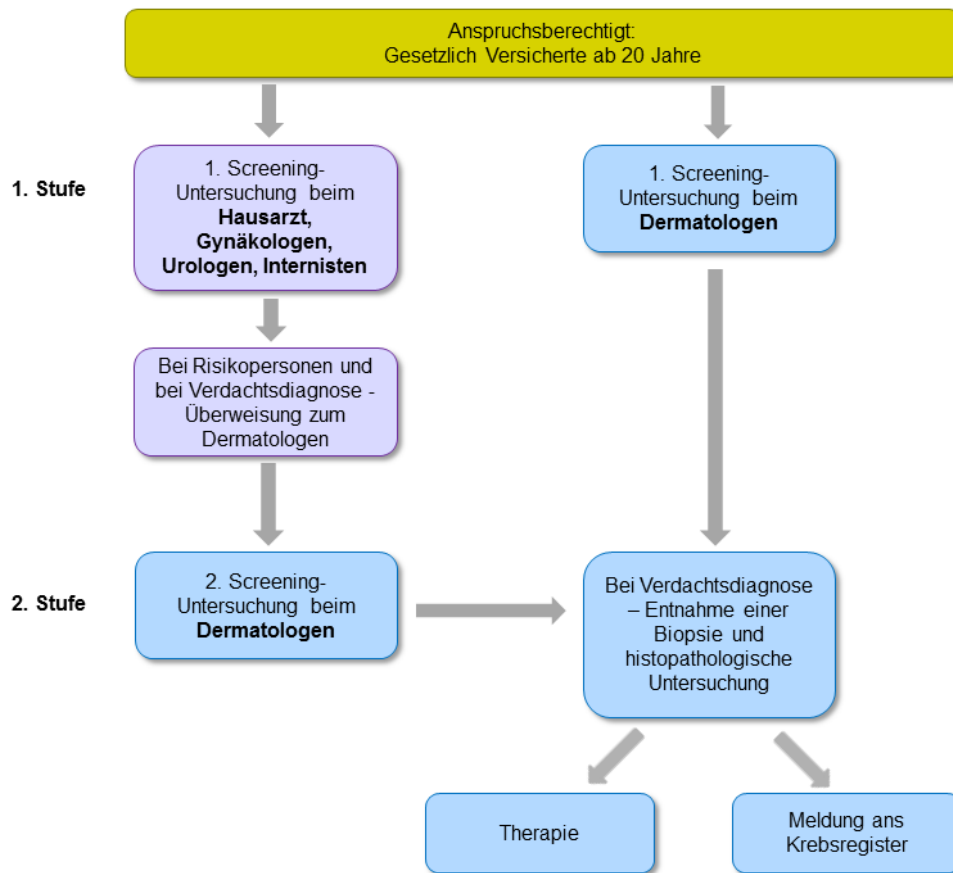 Anspruchsberechtigt:
Gesetzlich Versicherte ab 20 Jahre
1. Stufe
1. Screening-
Untersuchung beim
Hausarzt,
Gynäkologen,
Urologen, Internisten
1. Screening-
Untersuchung beim
Dermatologen
Bei Risikopersonen und
bei Verdachtsdiagnose -
Überweisung zum
Dermatologen
2. Stufe
2. Screening-
Untersuchung beim
Dermatologen
Bei Verdachtsdiagnose
– Entnahme einer
Biopsie und
histopathologische
Untersuchung
Therapie
Meldung ans
Krebsregister